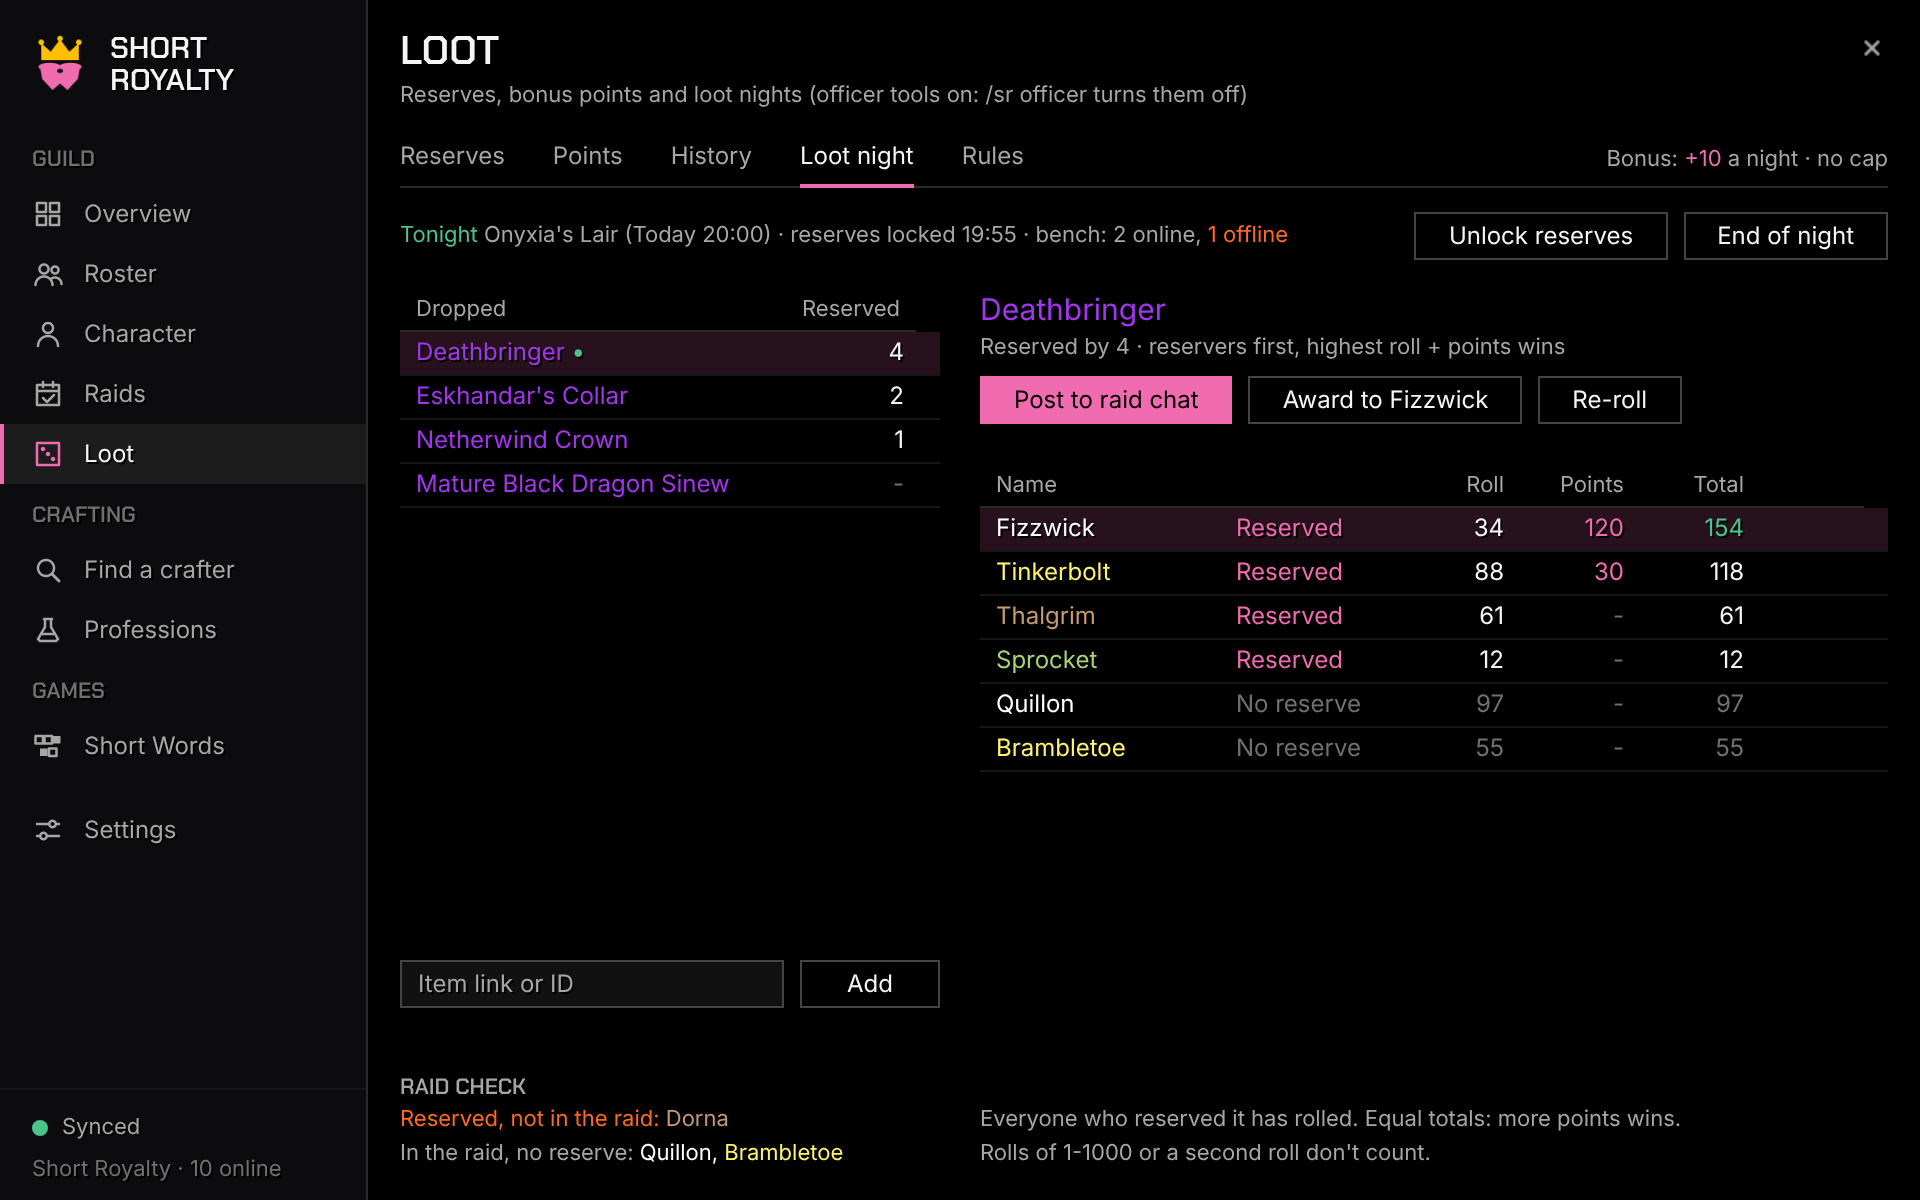 SHORT
ROYALTY
GUILD
Overview
Roster
Character
Raids
Loot
CRAFTING
Find a crafter
Professions
GAMES
Short Words
Settings
Synced
Short Royalty · 10 online
LOOT
Reserves, bonus points and loot nights (officer tools on: /sr officer turns them off)
Reserves Points History Loot night Rules
Bonus: +10 a night · no cap
Tonight Onyxia's Lair (Today 20:00) · reserves locked 19:55 · bench: 2 online, 1 offline
Unlock reserves End of night
Dropped Reserved
Deathbringer • 4
Eskhandar's Collar 2
Netherwind Crown 1
Mature Black Dragon Sinew -
Item link or ID Add
RAID CHECK
Reserved, not in the raid: Dorna
In the raid, no reserve: Quillon, Brambletoe
Deathbringer
Reserved by 4 · reservers first, highest roll + points wins
Post to raid chat Award to Fizzwick Re-roll
Name Roll Points Total
Fizzwick Reserved 34 120 154
Tinkerbolt Reserved 88 30 118
Thalgrim Reserved 61 - 61
Sprocket Reserved 12 - 12
Quillon No reserve 97 - 97
Brambletoe No reserve 55 - 55
Everyone who reserved it has rolled. Equal totals: more points wins.
Rolls of 1-1000 or a second roll don't count.